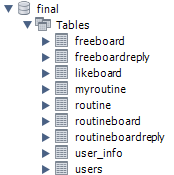 final
Tables
freeboard
freeboardreply
likeboard
myroutine
routine
routineboard
routineboardreply
user_info
users